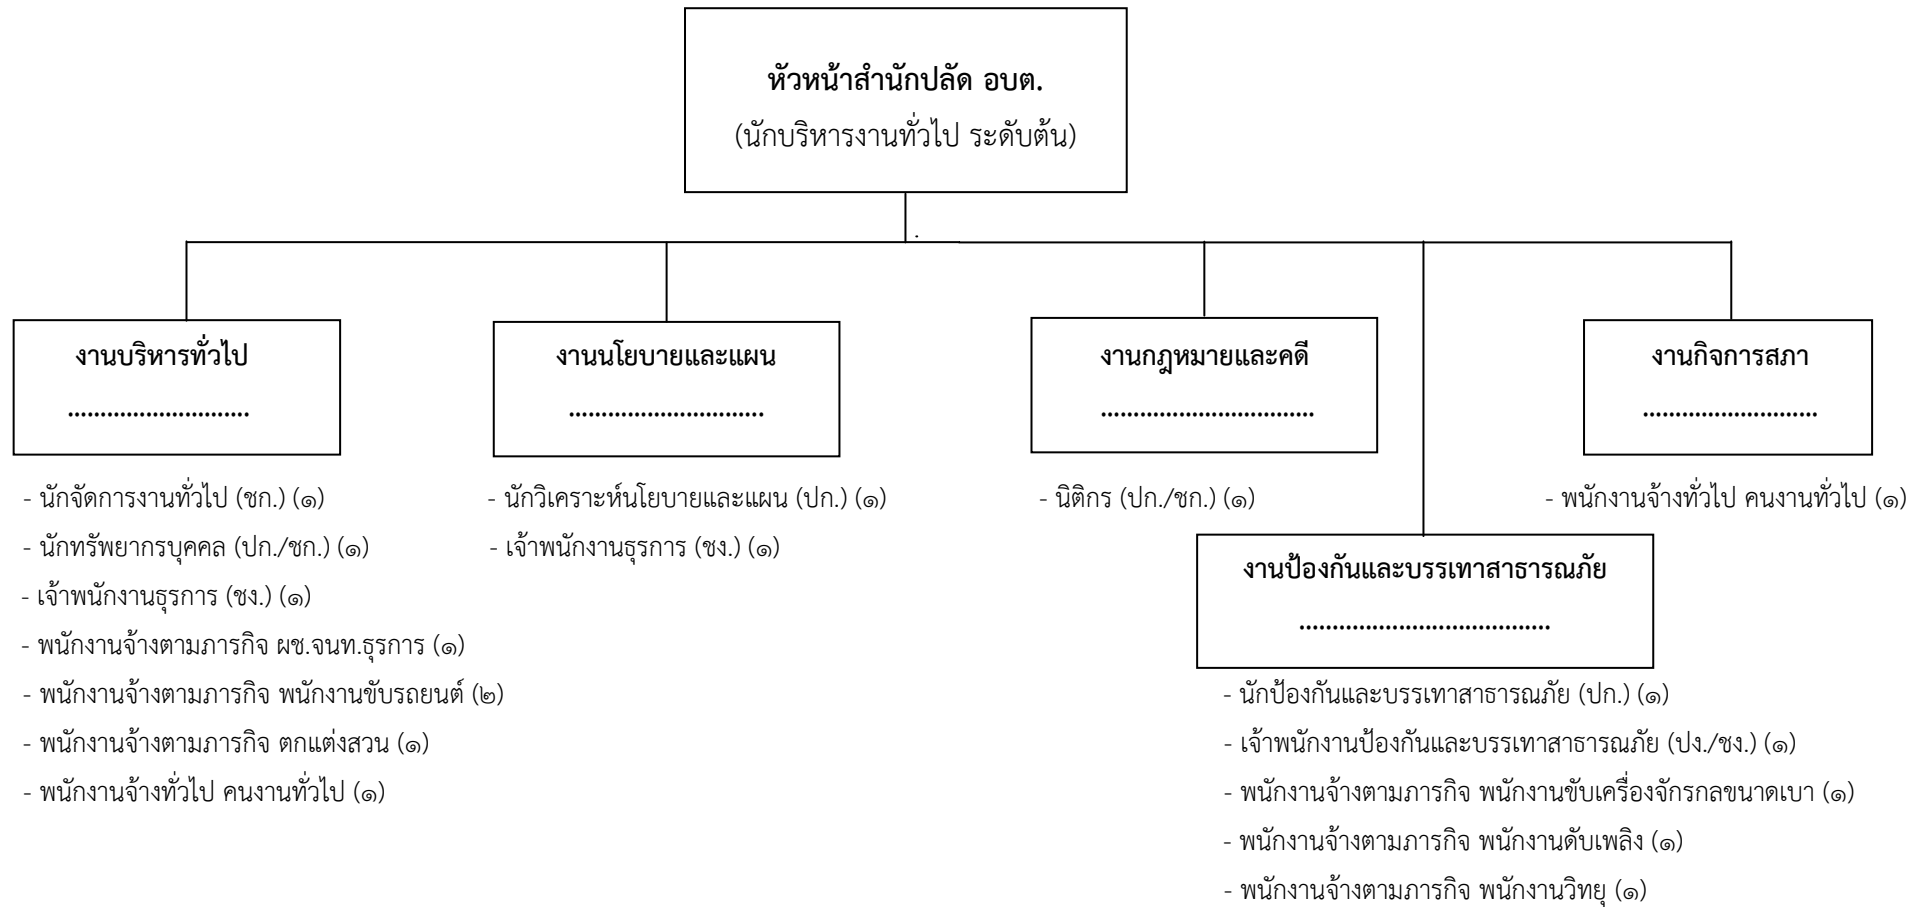 หัวหน้าสำนักปลัด อบต.
(นักบริหารงานทั่วไป ระดับต้น)
งานบริหารทั่วไป
............................
- นักจัดการงานทั่วไป (ชก.) (๑)
- นักทรัพยากรบุคคล (ปก./ชก.) (๑)
- เจ้าพนักงานธุรการ (ชง.) (๑)
- พนักงานจ้างตามภารกิจ ผช.จนท.ธุรการ (๑)
- พนักงานจ้างตามภารกิจ พนักงานขับรถยนต์ (๒)
- พนักงานจ้างตามภารกิจ ตกแต่งสวน (๑)
- พนักงานจ้างทั่วไป คนงานทั่วไป (๑)
งานนโยบายและแผน
..............................
- นักวิเคราะห์นโยบายและแผน (ปก.) (๑)
- เจ้าพนักงานธุรการ (ชง.) (๑)
งานกฎหมายและคดี
.................................
- นิติกร (ปก./ชก.) (๑)
งานกิจการสภา
...........................
- พนักงานจ้างทั่วไป คนงานทั่วไป (๑)
งานป้องกันและบรรเทาสาธารณภัย
.......................................
- นักป้องกันและบรรเทาสาธารณภัย (ปก.) (๑)
- เจ้าพนักงานป้องกันและบรรเทาสาธารณภัย (ปง./ชง.) (๑)
- พนักงานจ้างตามภารกิจ พนักงานขับเครื่องจักรกลขนาดเบา (๑)
- พนักงานจ้างตามภารกิจ พนักงานดับเพลิง (๑)
- พนักงานจ้างตามภารกิจ พนักงานวิทยุ (๑)